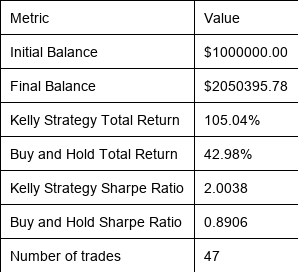 Metric Value
Initial Balance $1000000.00
Final Balance $2050395.78
Kelly Strategy Total Return 105.04%
Buy and Hold Total Return 42.98%
Kelly Strategy Sharpe Ratio 2.0038
Buy and Hold Sharpe Ratio 0.8906
Number of trades 47